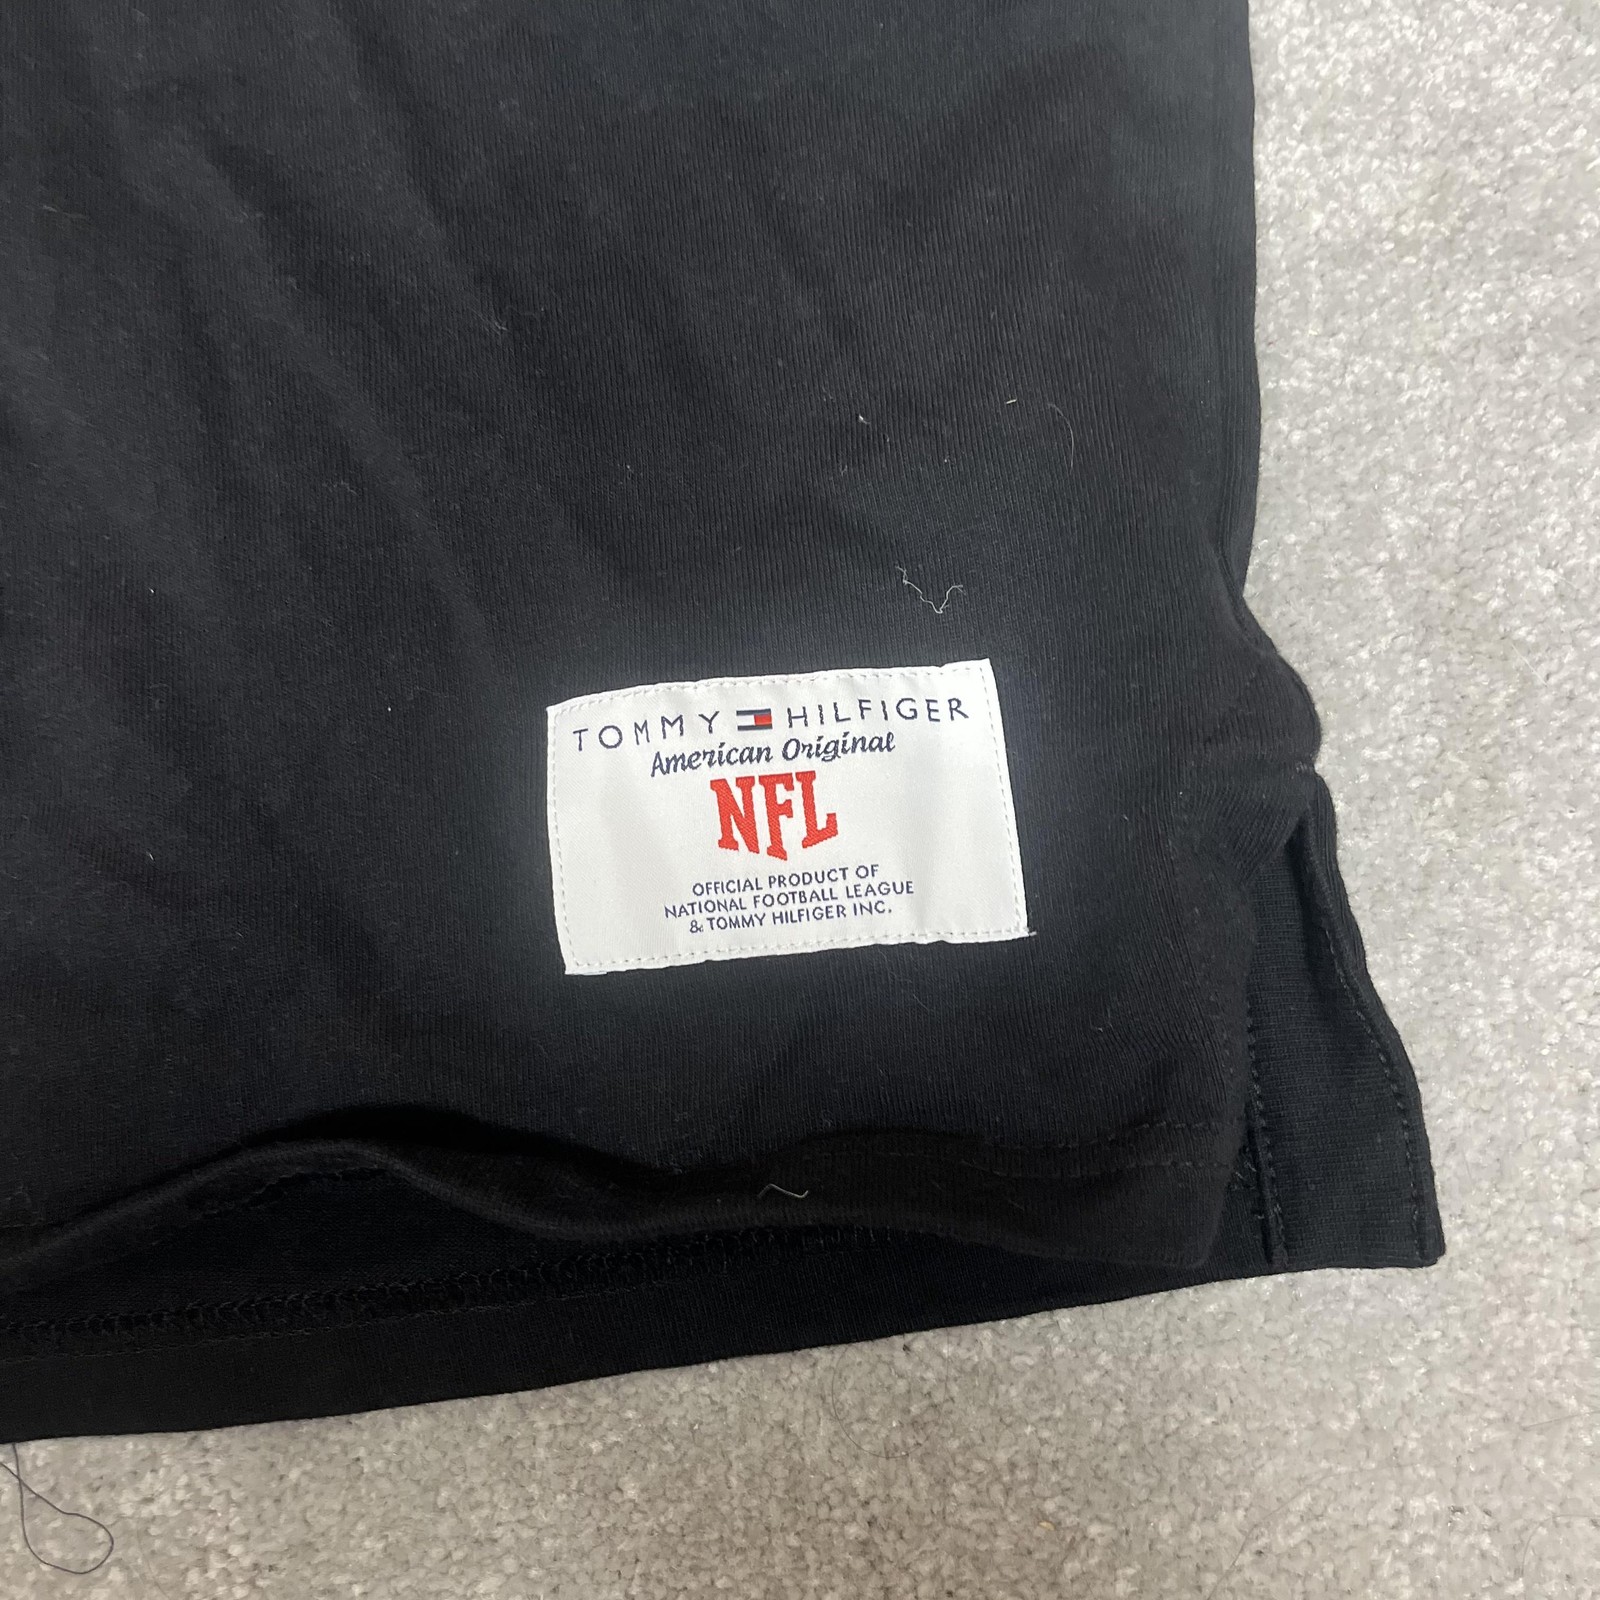 TOMMY HILFIGER
American Original
NFL
OFFICIAL PRODUCT OF
NATIONAL FOOTBALL LEAGUE
& TOMMY HILFIGER INC.